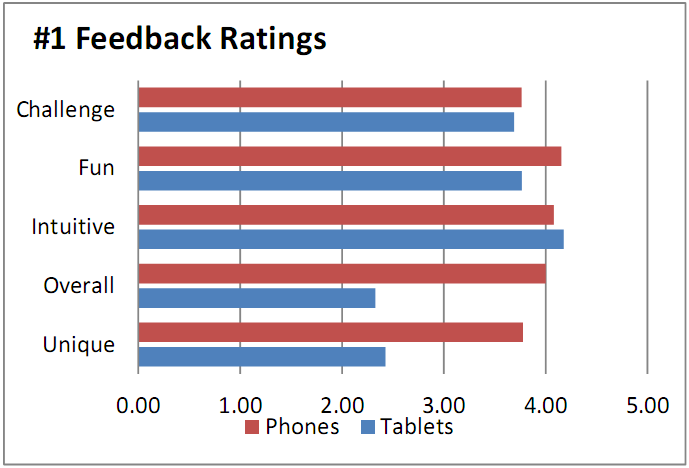 #1 Feedback Ratings
Challenge
Fun
Intuitive
Overall
Unique
0.00 1.00 2.00 3.00 4.00 5.00
Phones Tablets